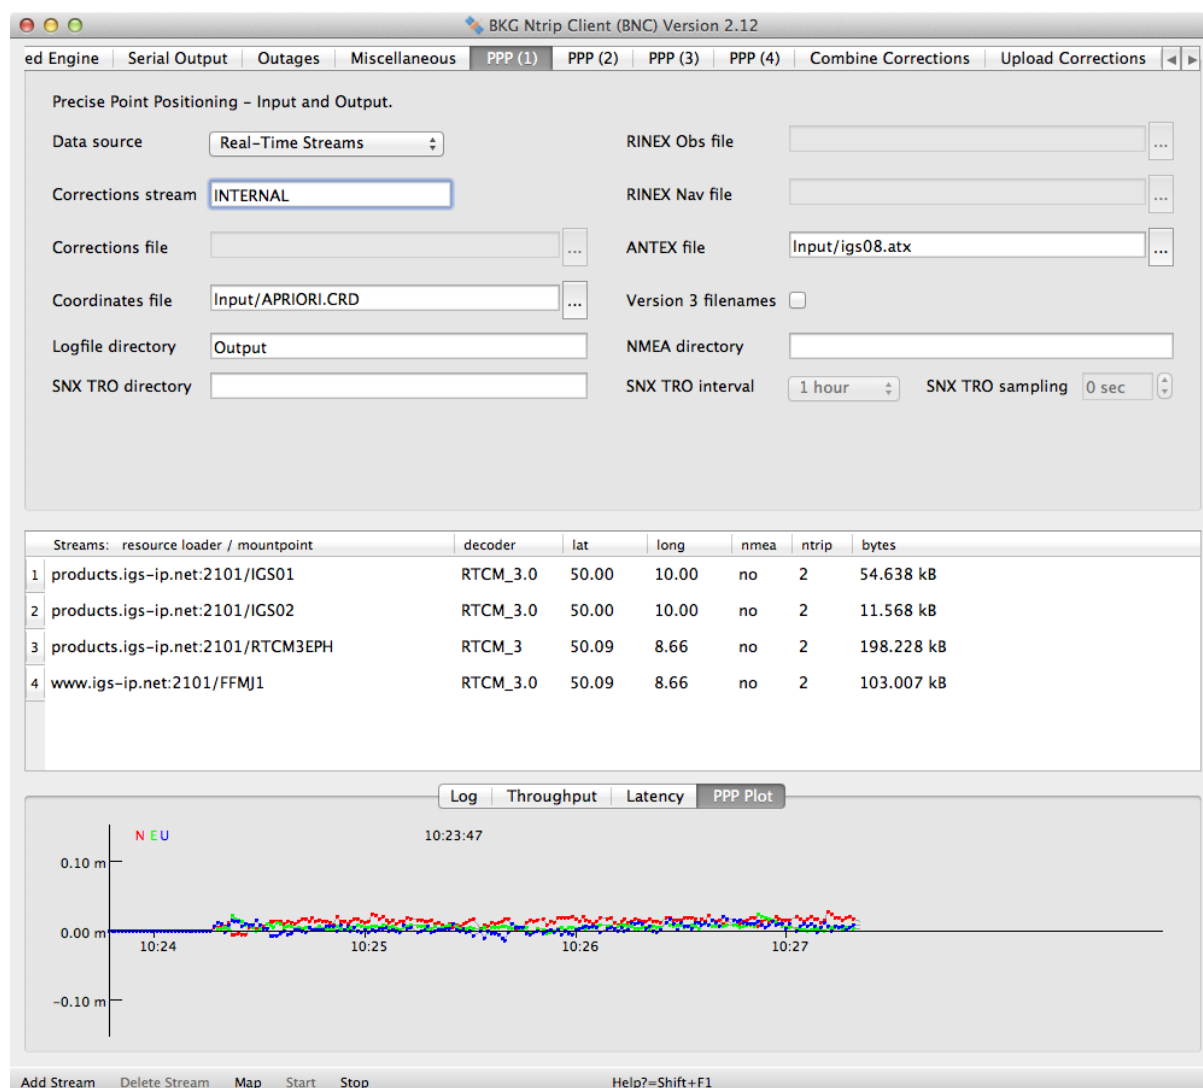 BKG Ntrip Client (BNC) Version 2.12
ed Engine Serial Output Outages Miscellaneous PPP (1) PPP (2) PPP (3) PPP (4) Combine Corrections Upload Corrections
Precise Point Positioning - Input and Output.
Data source Real-Time Streams RINEX Obs file ...
Corrections stream INTERNAL RINEX Nav file ...
Corrections file ... ANTEX file Input/igs08.atx ...
Coordinates file Input/APRIORI.CRD ... Version 3 filenames
Logfile directory Output NMEA directory
SNX TRO directory SNX TRO interval 1 hour SNX TRO sampling 0 sec
Streams: resource loader / mountpoint decoder lat long nmea ntrip bytes
1 products.igs-ip.net:2101/IGS01 RTCM_3.0 50.00 10.00 no 2 54.638 kB
2 products.igs-ip.net:2101/IGS02 RTCM_3.0 50.00 10.00 no 2 11.568 kB
3 products.igs-ip.net:2101/RTCM3EPH RTCM_3 50.09 8.66 no 2 198.228 kB
4 www.igs-ip.net:2101/FFMJ1 RTCM_3.0 50.09 8.66 no 2 103.007 kB
Log Throughput Latency PPP Plot
N E U 10:23:47
0.10 m
0.00 m
10:24 10:25 10:26 10:27
-0.10 m
Add Stream Delete Stream Map Start Stop Help?=Shift+F1